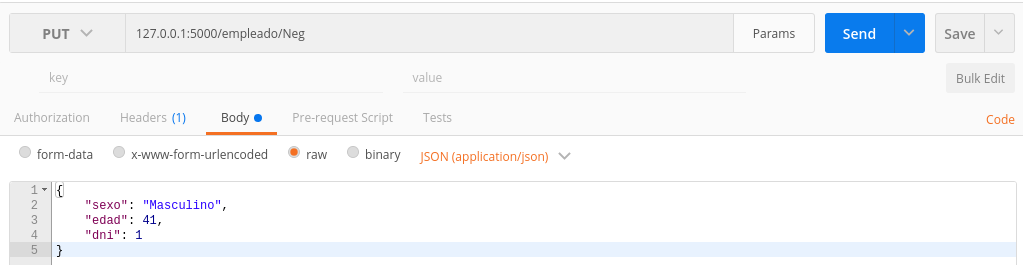 PUT 127.0.0.1:5000/empleado/Neg Params Send Save
key value Bulk Edit
Authorization Headers (1) Body Pre-request Script Tests Code
form-data x-www-form-urlencoded raw binary JSON (application/json)
1 {
2 "sexo": "Masculino",
3 "edad": 41,
4 "dni": 1
5 }